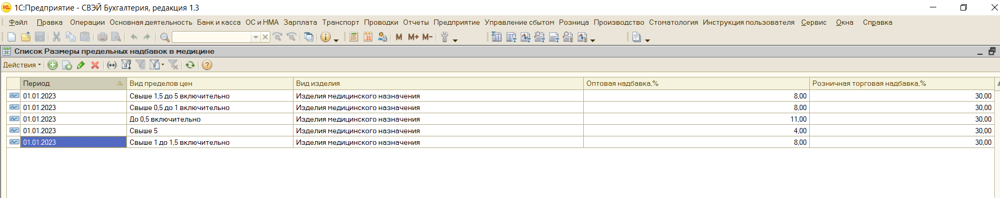 1С:Предприятие - СВЭЙ Бухгалтерия, редакция 1.3
Файл Правка Операции Основная деятельность Банк и касса ОС и НМА Зарплата Транспорт Проводки Отчеты Предприятие Управление сбытом Розница Производство Стоматология Инструкция пользователя Сервис Окна Справка
M M+ M-
Список Размеры предельных надбавок в медицине
Действия
Период Вид пределов цен Вид изделия Оптовая надбавка,% Розничная торговая надбавка,%
01.01.2023 Свыше 1,5 до 5 включительно Изделия медицинского назначения 8,00 30,00
01.01.2023 Свыше 0,5 до 1 включительно Изделия медицинского назначения 8,00 30,00
01.01.2023 До 0,5 включительно Изделия медицинского назначения 11,00 30,00
01.01.2023 Свыше 5 Изделия медицинского назначения 4,00 30,00
01.01.2023 Свыше 1 до 1,5 включительно Изделия медицинского назначения 8,00 30,00